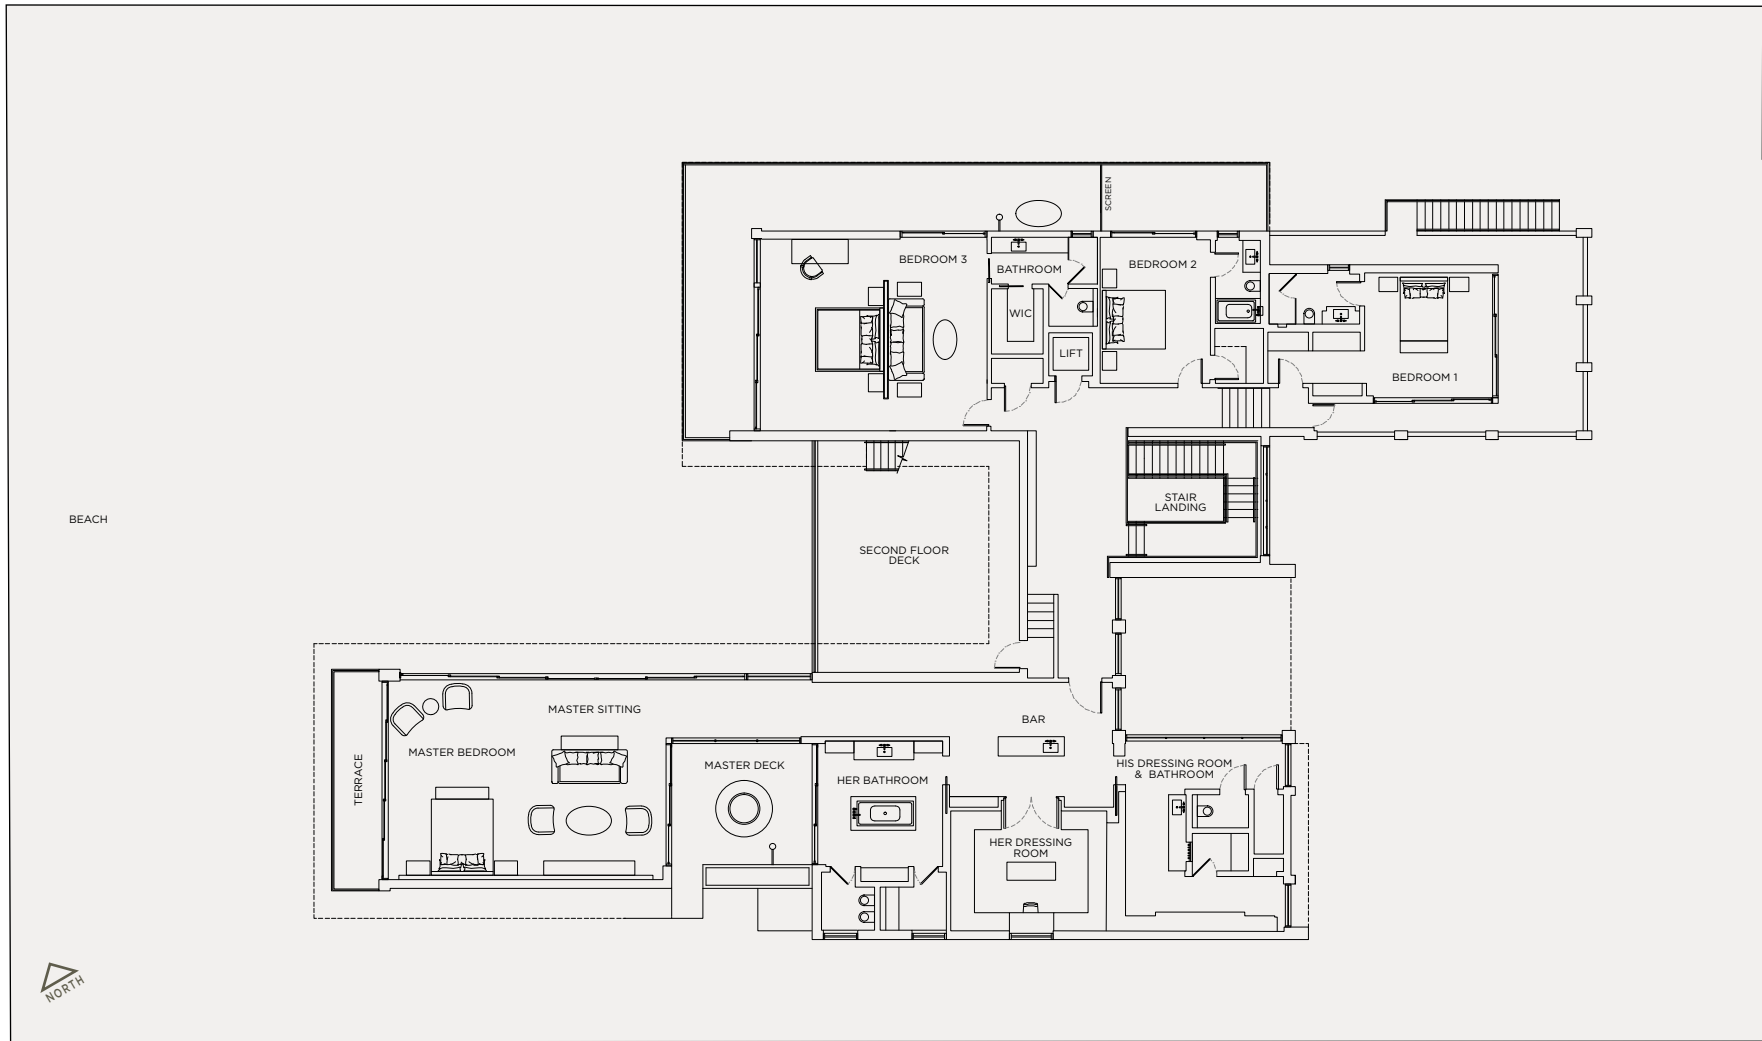 SCREEN
BEDROOM 3
BATHROOM
BEDROOM 2
WIC
LIFT
BEDROOM 1
STAIR
LANDING
BEACH
SECOND FLOOR
DECK
MASTER SITTING
BAR
MASTER BEDROOM
MASTER DECK
HIS DRESSING ROOM
& BATHROOM
TERRACE
HER BATHROOM
HER DRESSING
ROOM
NORTH